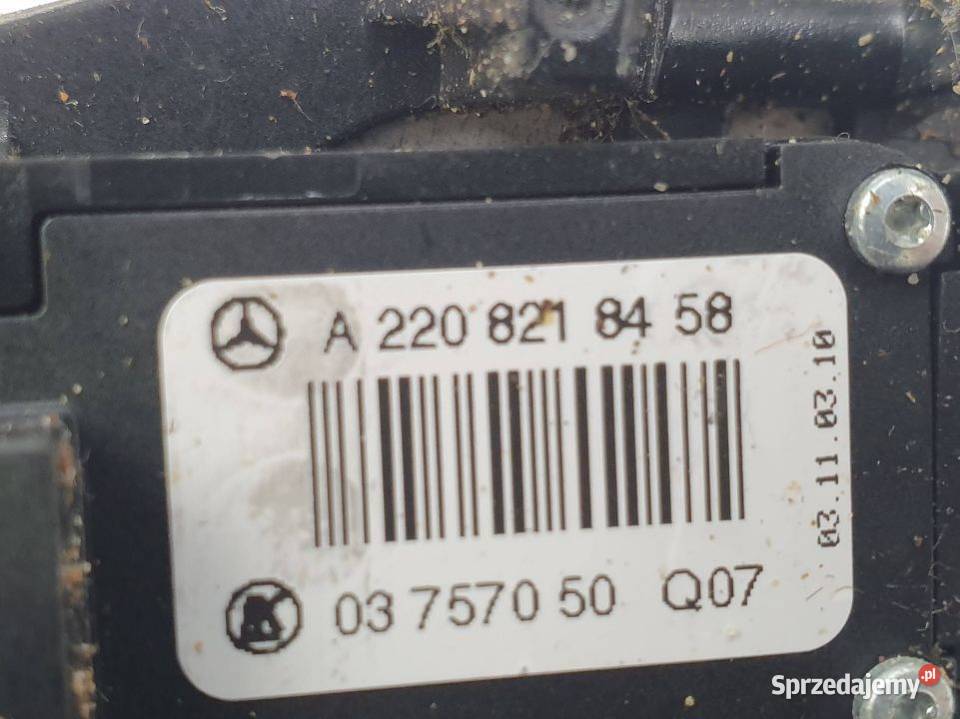 A 220 821 84 58
03.11.03.10
03 7570 50 Q07
Sprzedajemy.pl